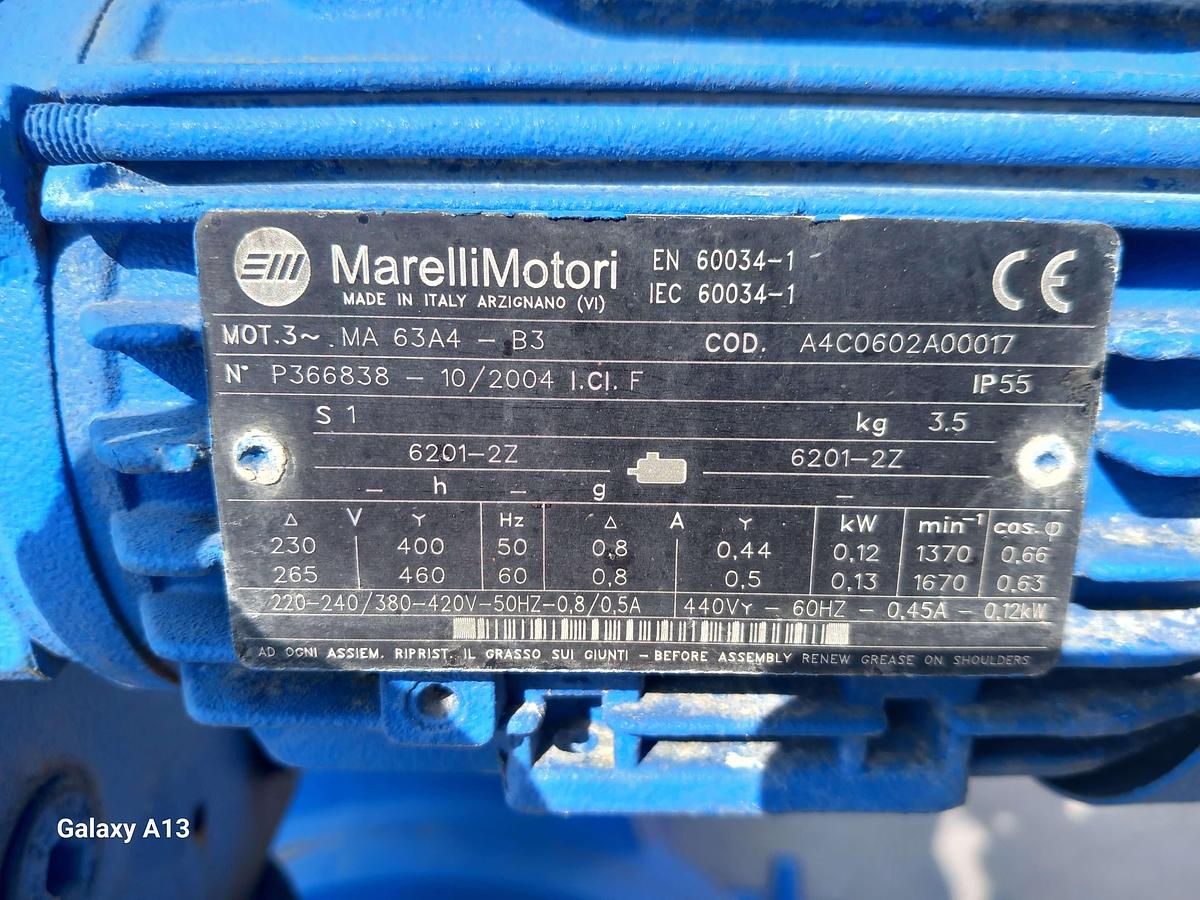 MarelliMotori EN 60034-1
MADE IN ITALY ARZIGNANO (VI) IEC 60034-1 CE
MOT.3~. MA 63A4 - B3 COD. A4C0602A00017
N° P366838 - 10/2004 I.Cl. F IP55
S 1 kg 3.5
6201-2Z 6201-2Z
- h - g -
Δ V Y Hz Δ A Y kW min⁻¹ cos. φ
230 400 50 0,8 0,44 0,12 1370 0,66
265 460 60 0,8 0,5 0,13 1670 0,63
220-240/380-420V-50HZ-0,8/0,5A 440VY - 60HZ - 0,45A - 0,12kW
AD OGNI ASSIEM. RIPRIST. IL GRASSO SUI GIUNTI - BEFORE ASSEMBLY RENEW GREASE ON SHOULDERS
Galaxy A13